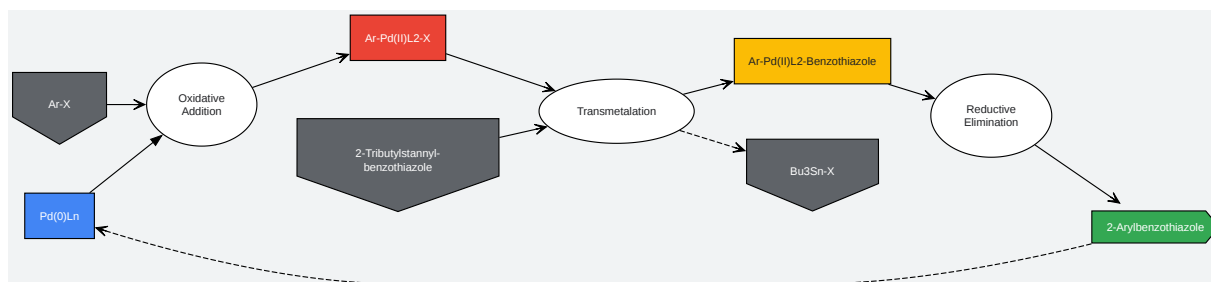 Ar-X
Pd(0)Ln
Oxidative
Addition
Ar-Pd(II)L2-X
2-Tributylstannyl-
benzothiazole
Transmetalation
Ar-Pd(II)L2-Benzothiazole
Bu3Sn-X
Reductive
Elimination
2-Arylbenzothiazole